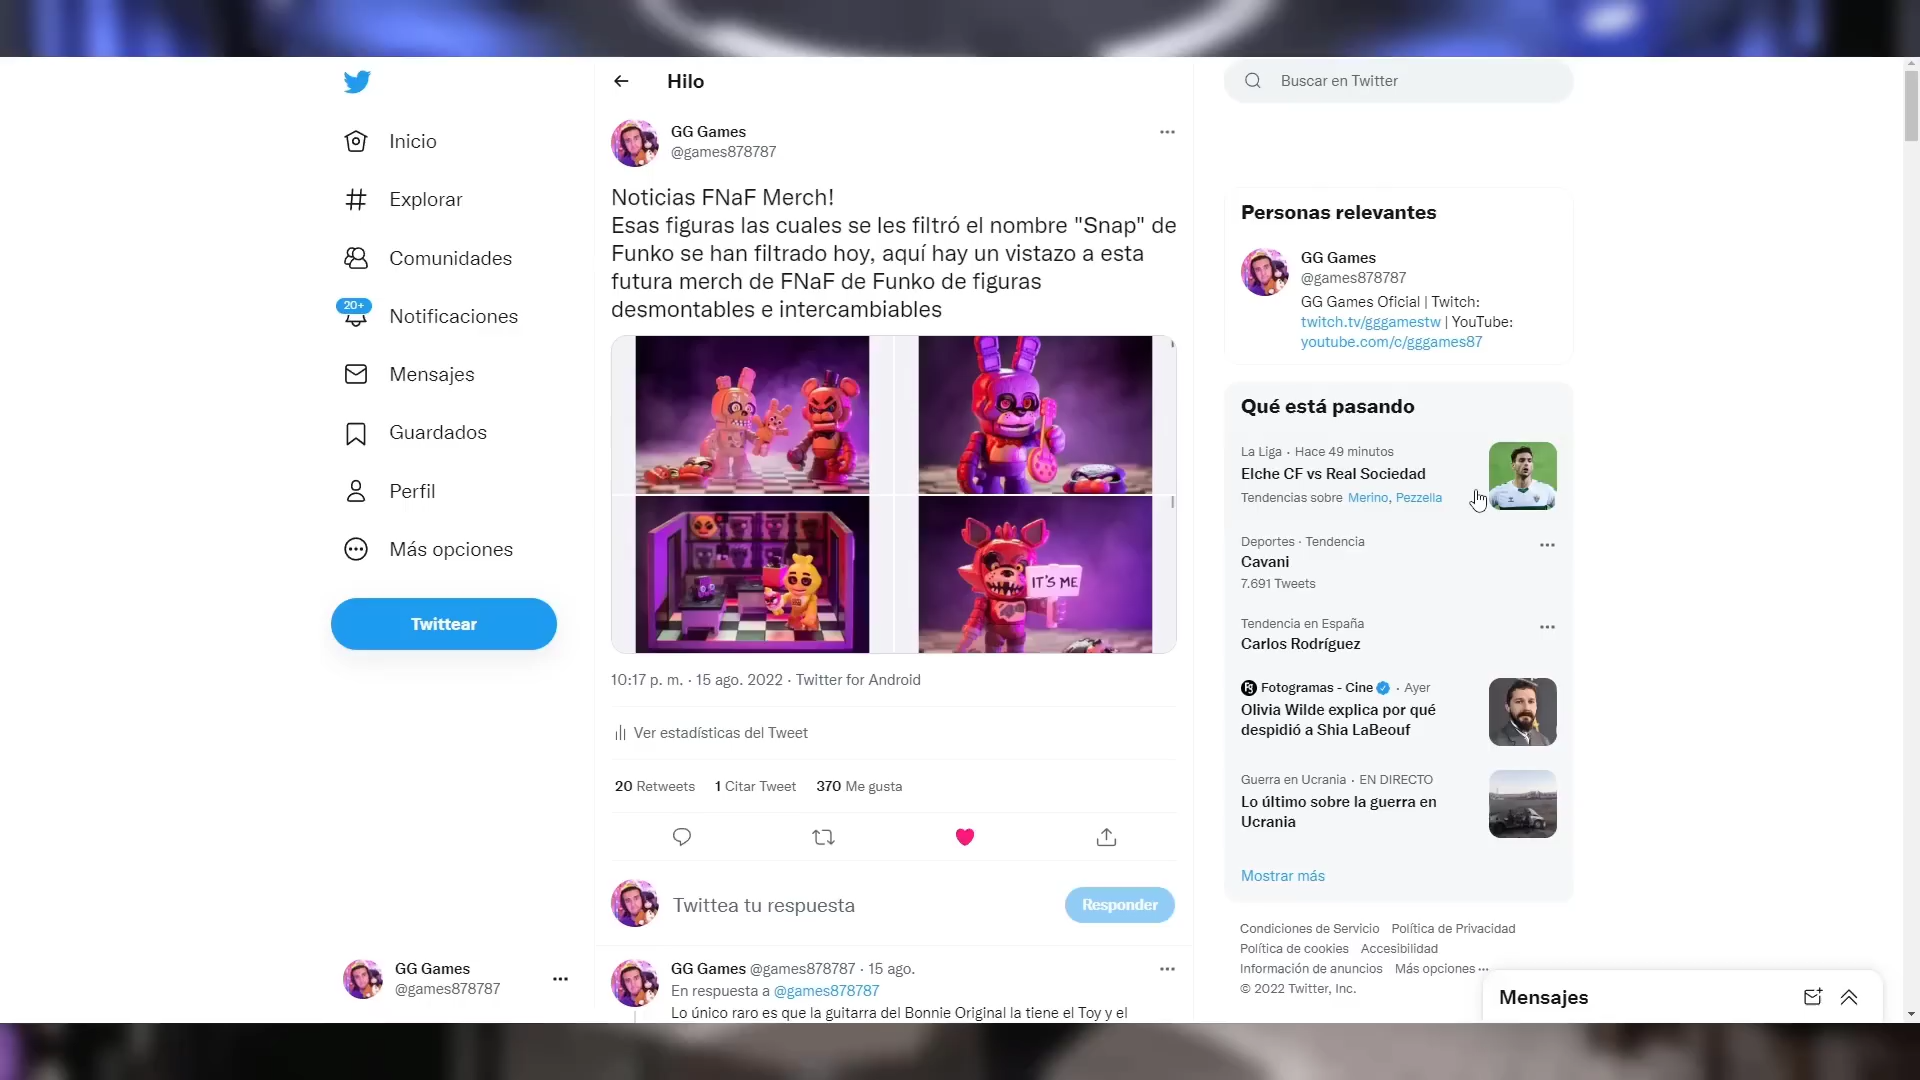 Hilo
Buscar en Twitter
Inicio
Explorar
Comunidades
20+
Notificaciones
Mensajes
Guardados
Perfil
Más opciones
Twittear
GG Games
@games878787
GG Games
@games878787
Noticias FNaF Merch!
Esas figuras las cuales se les filtró el nombre "Snap" de
Funko se han filtrado hoy, aquí hay un vistazo a esta
futura merch de FNaF de Funko de figuras
desmontables e intercambiables
IT'S ME
10:17 p. m. · 15 ago. 2022 · Twitter for Android
Ver estadísticas del Tweet
20 Retweets 1 Citar Tweet 370 Me gusta
Twittea tu respuesta
Responder
GG Games @games878787 · 15 ago.
En respuesta a @games878787
Lo único raro es que la guitarra del Bonnie Original la tiene el Toy y el
Personas relevantes
GG Games
@games878787
GG Games Oficial | Twitch:
twitch.tv/gggamestw | YouTube:
youtube.com/c/gggames87
Qué está pasando
La Liga · Hace 49 minutos
Elche CF vs Real Sociedad
Tendencias sobre Merino, Pezzella
Deportes · Tendencia
Cavani
7.691 Tweets
Tendencia en España
Carlos Rodríguez
Fotogramas - Cine · Ayer
Olivia Wilde explica por qué
despidió a Shia LaBeouf
Guerra en Ucrania · EN DIRECTO
Lo último sobre la guerra en
Ucrania
Mostrar más
Condiciones de Servicio Política de Privacidad
Política de cookies Accesibilidad
Información de anuncios Más opciones ···
© 2022 Twitter, Inc.
Mensajes